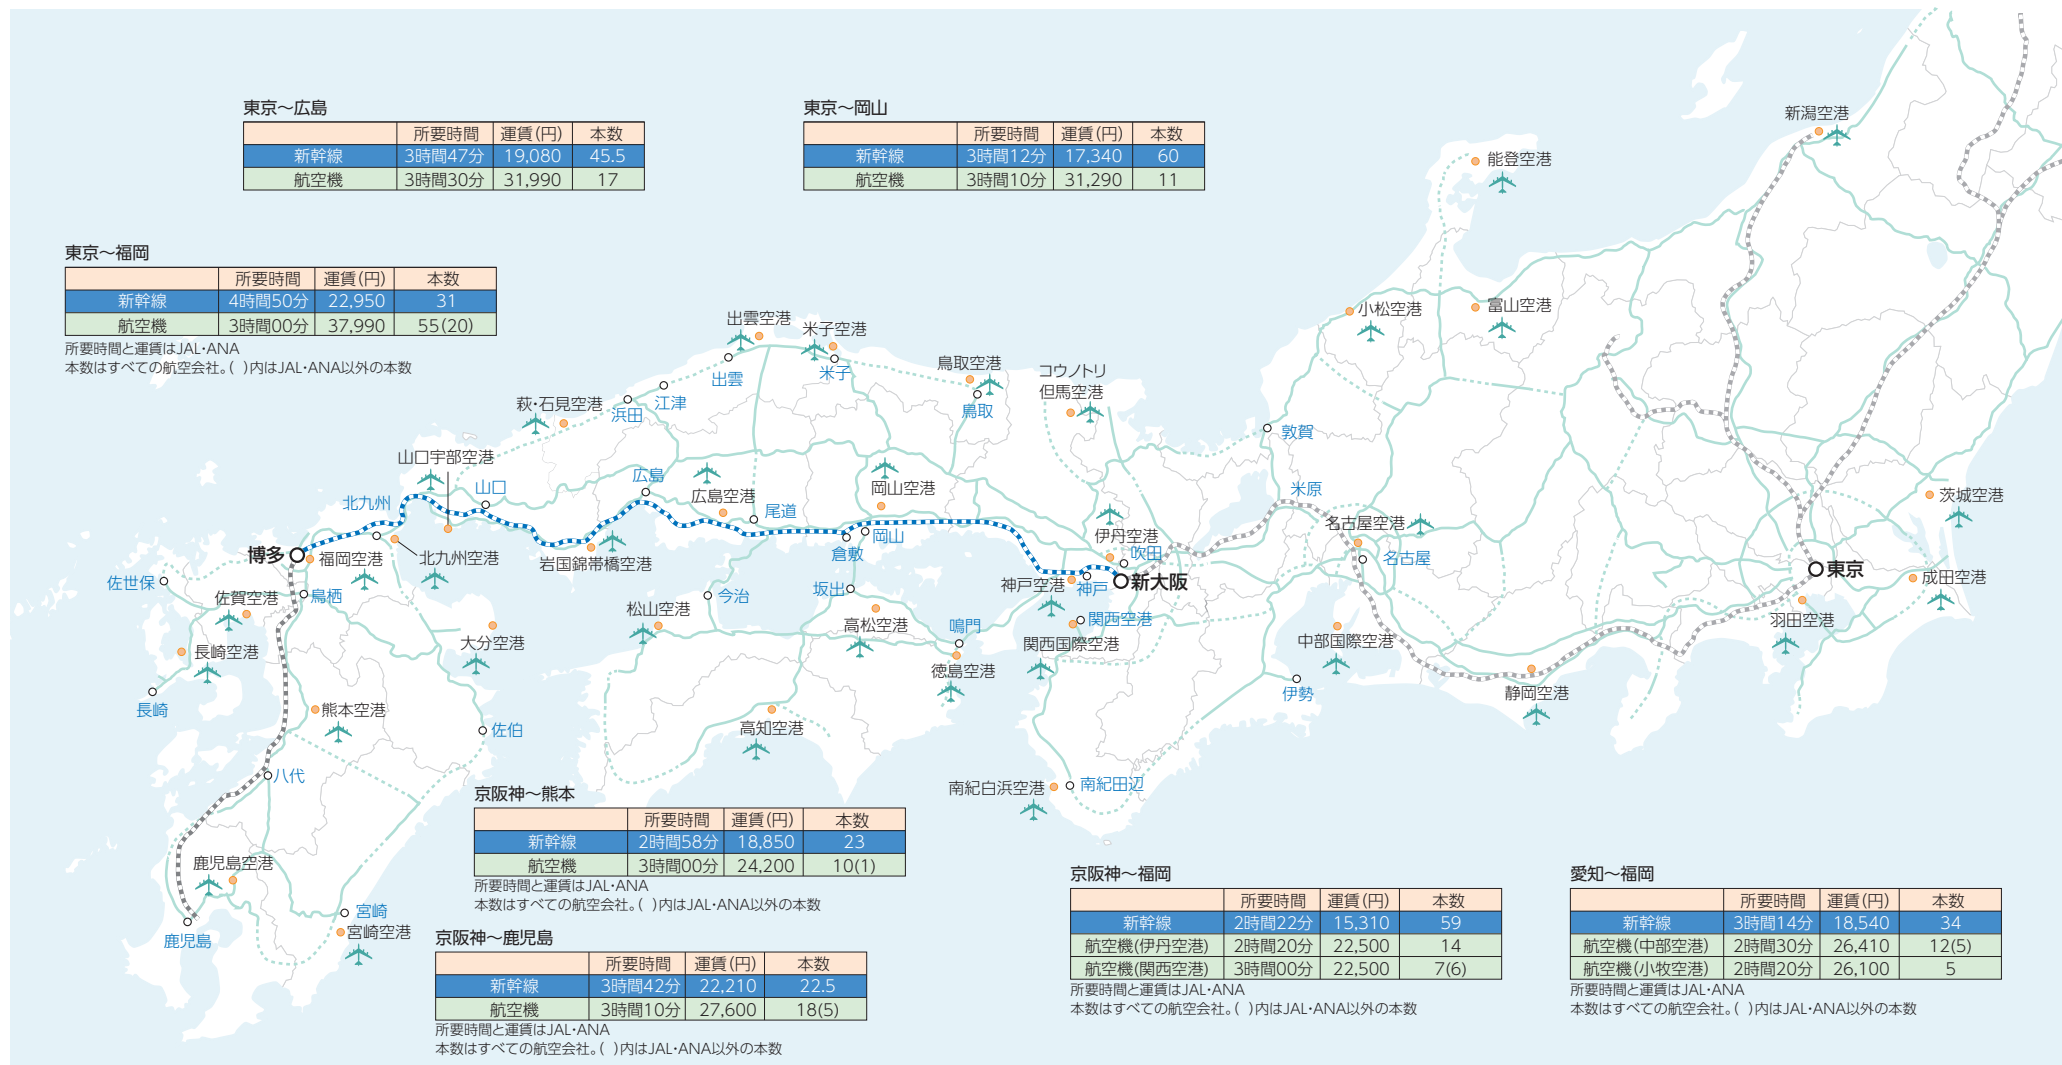 東京〜広島
所要時間 運賃(円) 本数
新幹線 3時間47分 19,080 45.5
航空機 3時間30分 31,990 17
東京〜岡山
所要時間 運賃(円) 本数
新幹線 3時間12分 17,340 60
航空機 3時間10分 31,290 11
東京〜福岡
所要時間 運賃(円) 本数
新幹線 4時間50分 22,950 31
航空機 3時間00分 37,990 55(20)
所要時間と運賃はJAL・ANA
本数はすべての航空会社。( )内はJAL・ANA以外の本数
新潟空港
能登空港
小松空港
富山空港
出雲空港
米子空港
出雲
米子
鳥取空港
鳥取
コウノトリ
但馬空港
萩・石見空港
浜田
江津
敦賀
山口宇部空港
北九州
山口
広島
広島空港
尾道
岡山空港
米原
名古屋空港
名古屋
茨城空港
博多
福岡空港
北九州空港
岩国錦帯橋空港
倉敷
岡山
伊丹空港
吹田
神戸空港
神戸
新大阪
東京
成田空港
羽田空港
佐世保
佐賀空港
鳥栖
松山空港
今治
坂出
高松空港
鳴門
徳島空港
関西空港
関西国際空港
中部国際空港
静岡空港
伊勢
大分空港
長崎空港
長崎
熊本空港
佐伯
高知空港
八代
南紀白浜空港
南紀田辺
鹿児島空港
鹿児島
宮崎
宮崎空港
京阪神〜熊本
所要時間 運賃(円) 本数
新幹線 2時間58分 18,850 23
航空機 3時間00分 24,200 10(1)
所要時間と運賃はJAL・ANA
本数はすべての航空会社。( )内はJAL・ANA以外の本数
京阪神〜鹿児島
所要時間 運賃(円) 本数
新幹線 3時間42分 22,210 22.5
航空機 3時間10分 27,600 18(5)
所要時間と運賃はJAL・ANA
本数はすべての航空会社。( )内はJAL・ANA以外の本数
京阪神〜福岡
所要時間 運賃(円) 本数
新幹線 2時間22分 15,310 59
航空機(伊丹空港) 2時間20分 22,500 14
航空機(関西空港) 3時間00分 22,500 7(6)
所要時間と運賃はJAL・ANA
本数はすべての航空会社。( )内はJAL・ANA以外の本数
愛知〜福岡
所要時間 運賃(円) 本数
新幹線 3時間14分 18,540 34
航空機(中部空港) 2時間30分 26,410 12(5)
航空機(小牧空港) 2時間20分 26,100 5
所要時間と運賃はJAL・ANA
本数はすべての航空会社。( )内はJAL・ANA以外の本数